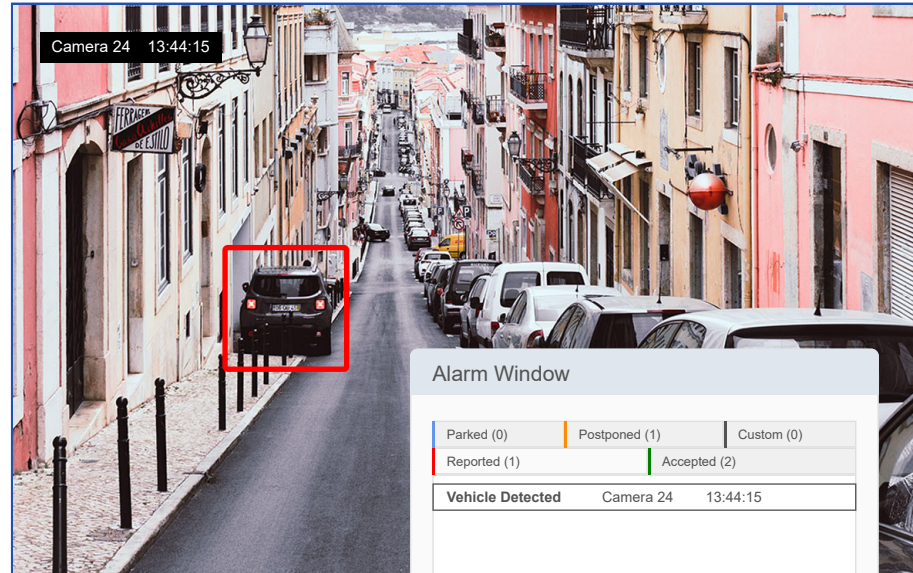 Camera 24 13:44:15
FERRAGEM
DE ESTILO
Alarm Window
Parked (0) Postponed (1) Custom (0)
Reported (1) Accepted (2)
Vehicle Detected Camera 24 13:44:15